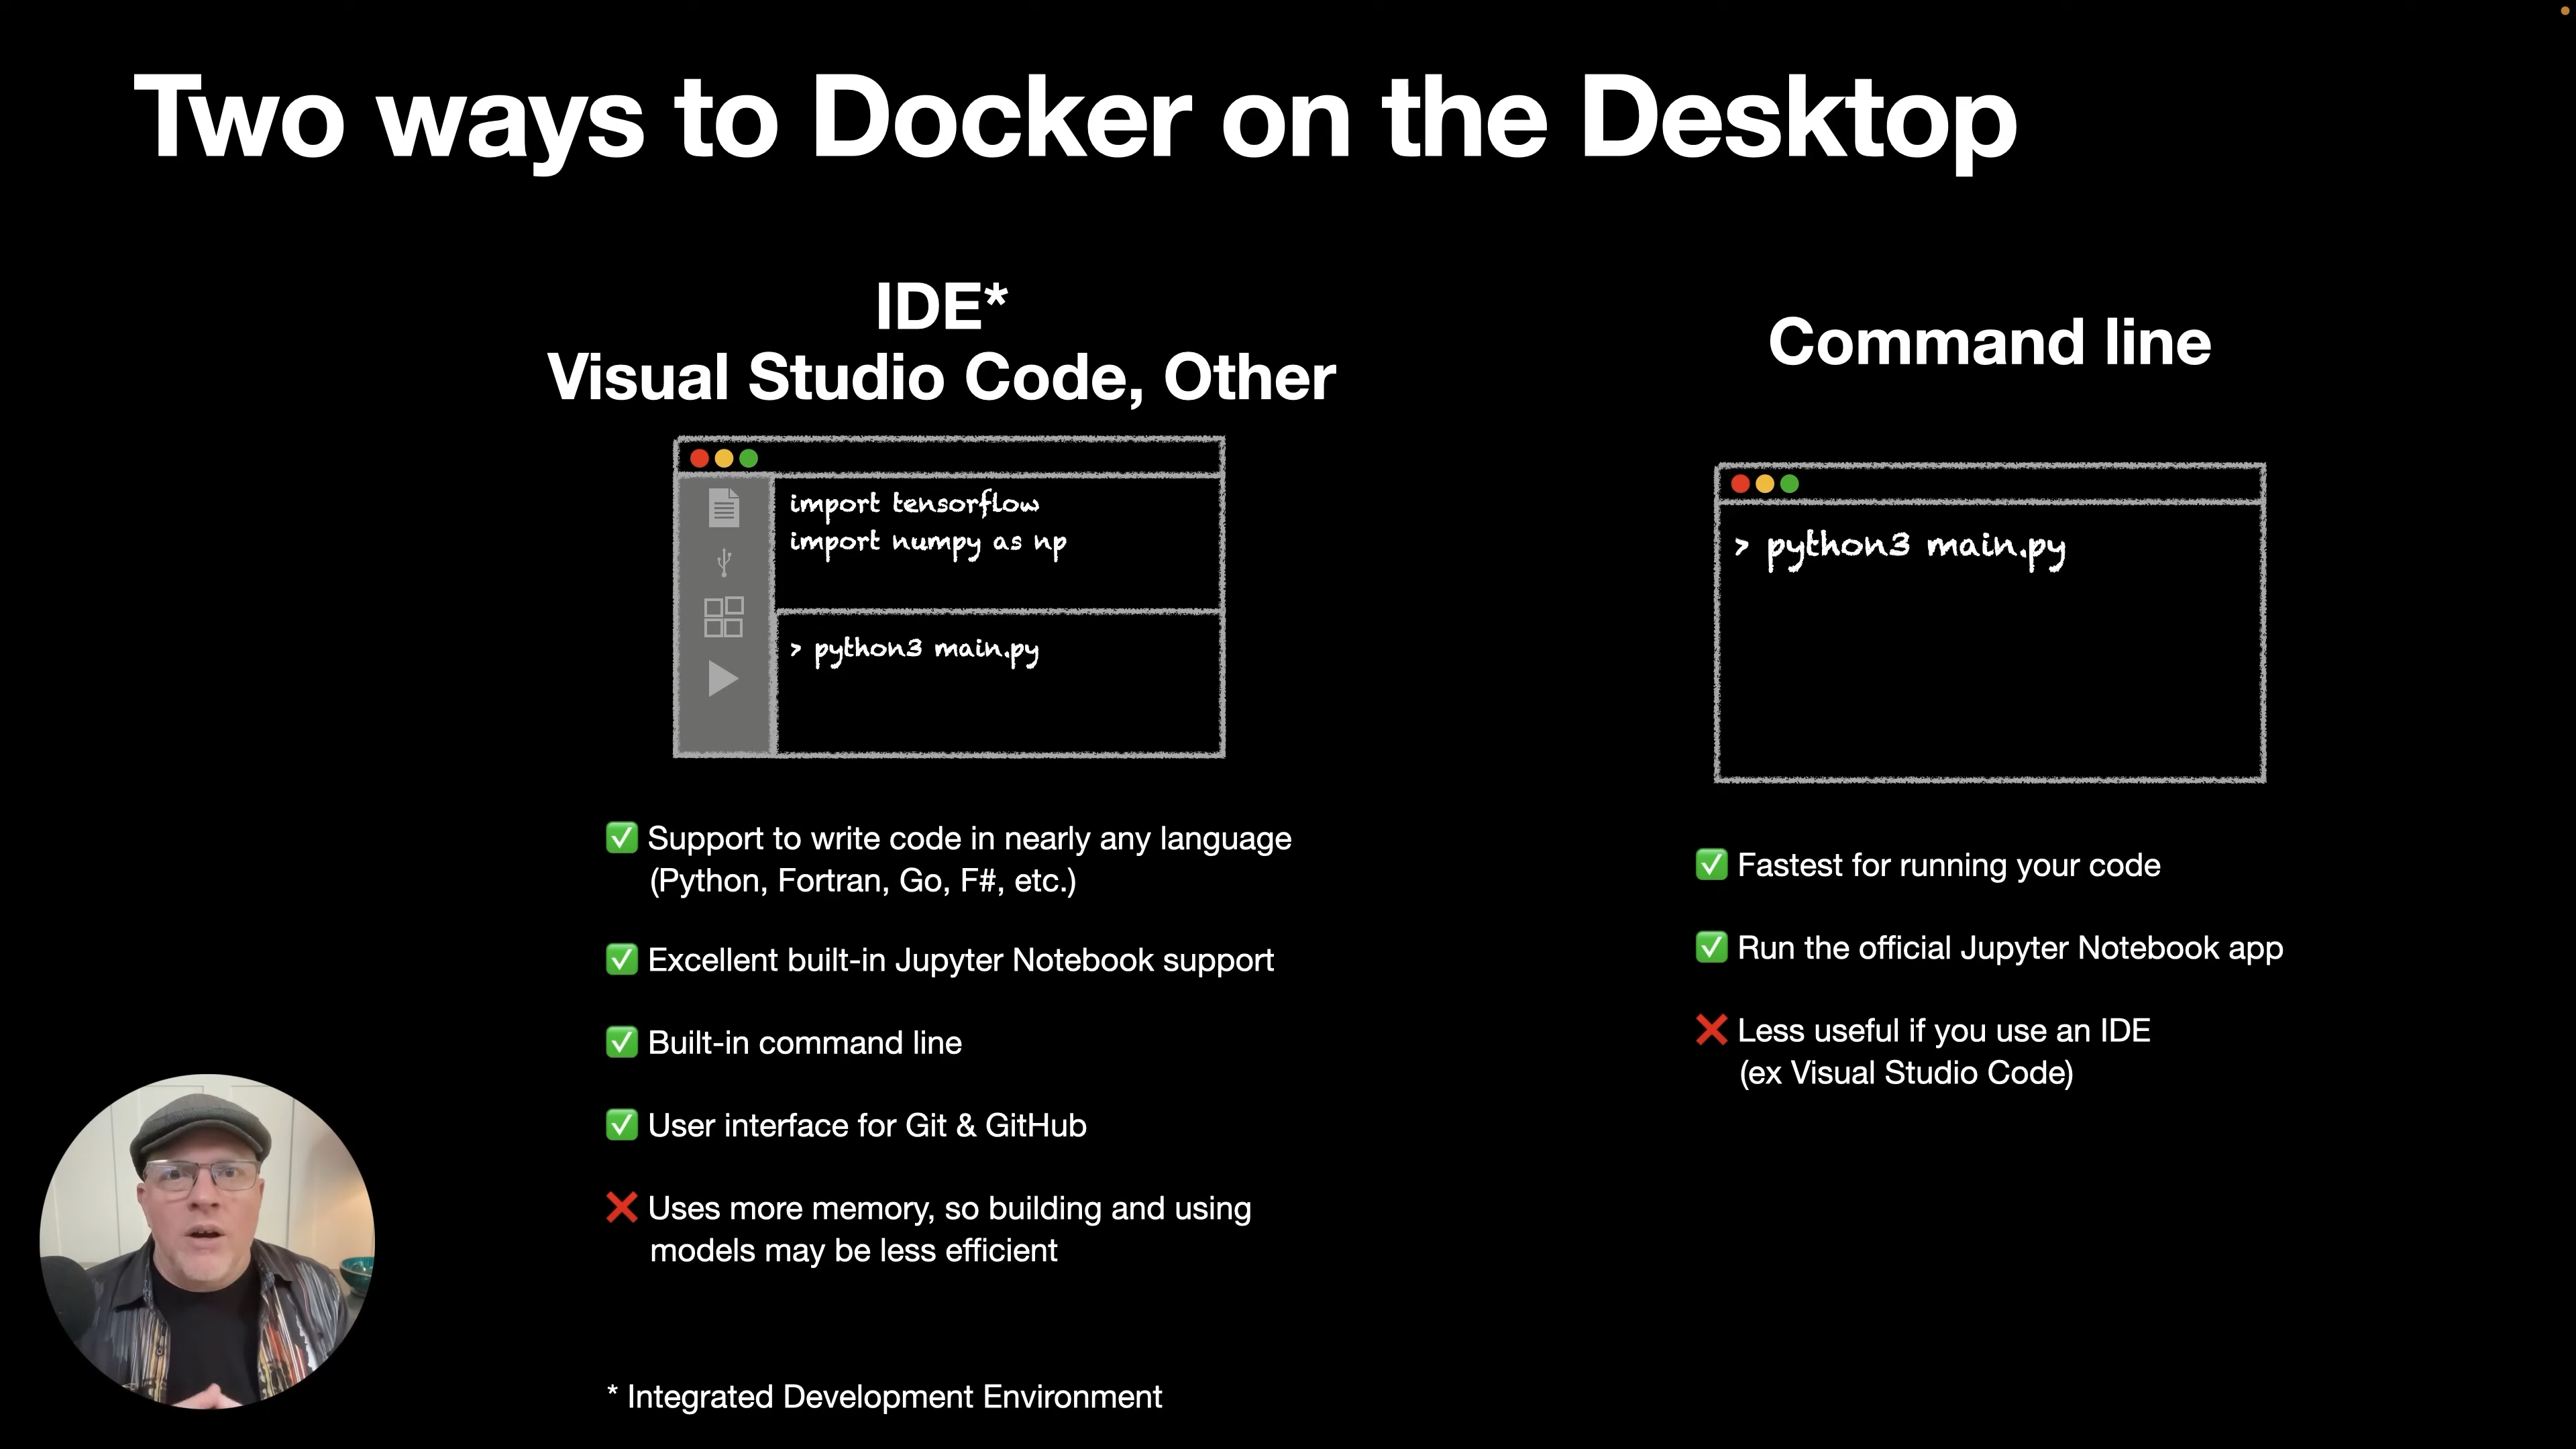 Two ways to Docker on the Desktop
IDE*
Visual Studio Code, Other
import tensorflow
import numpy as np
> python3 main.py
✅ Support to write code in nearly any language
(Python, Fortran, Go, F#, etc.)
✅ Excellent built-in Jupyter Notebook support
✅ Built-in command line
✅ User interface for Git & GitHub
❌ Uses more memory, so building and using
models may be less efficient
* Integrated Development Environment
Command line
> python3 main.py
✅ Fastest for running your code
✅ Run the official Jupyter Notebook app
❌ Less useful if you use an IDE
(ex Visual Studio Code)